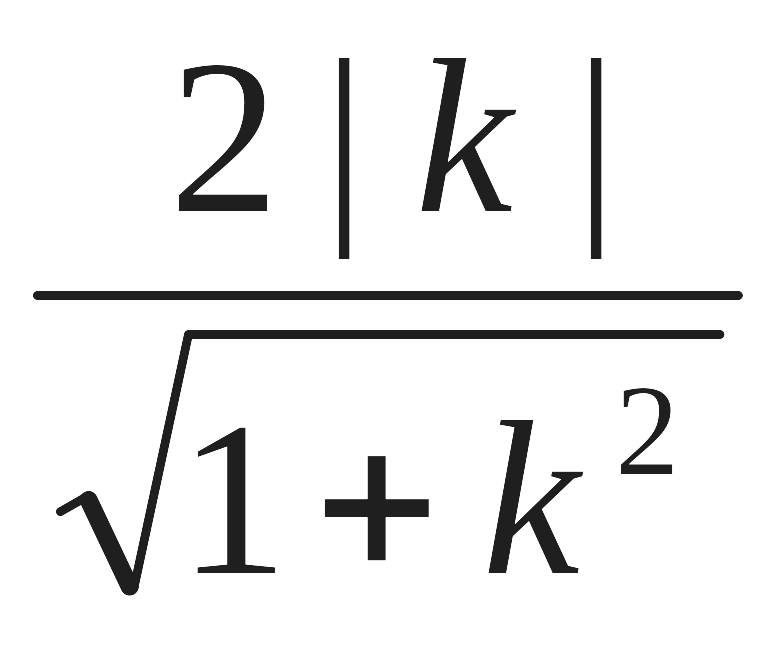 2 | k |
√1 + k²